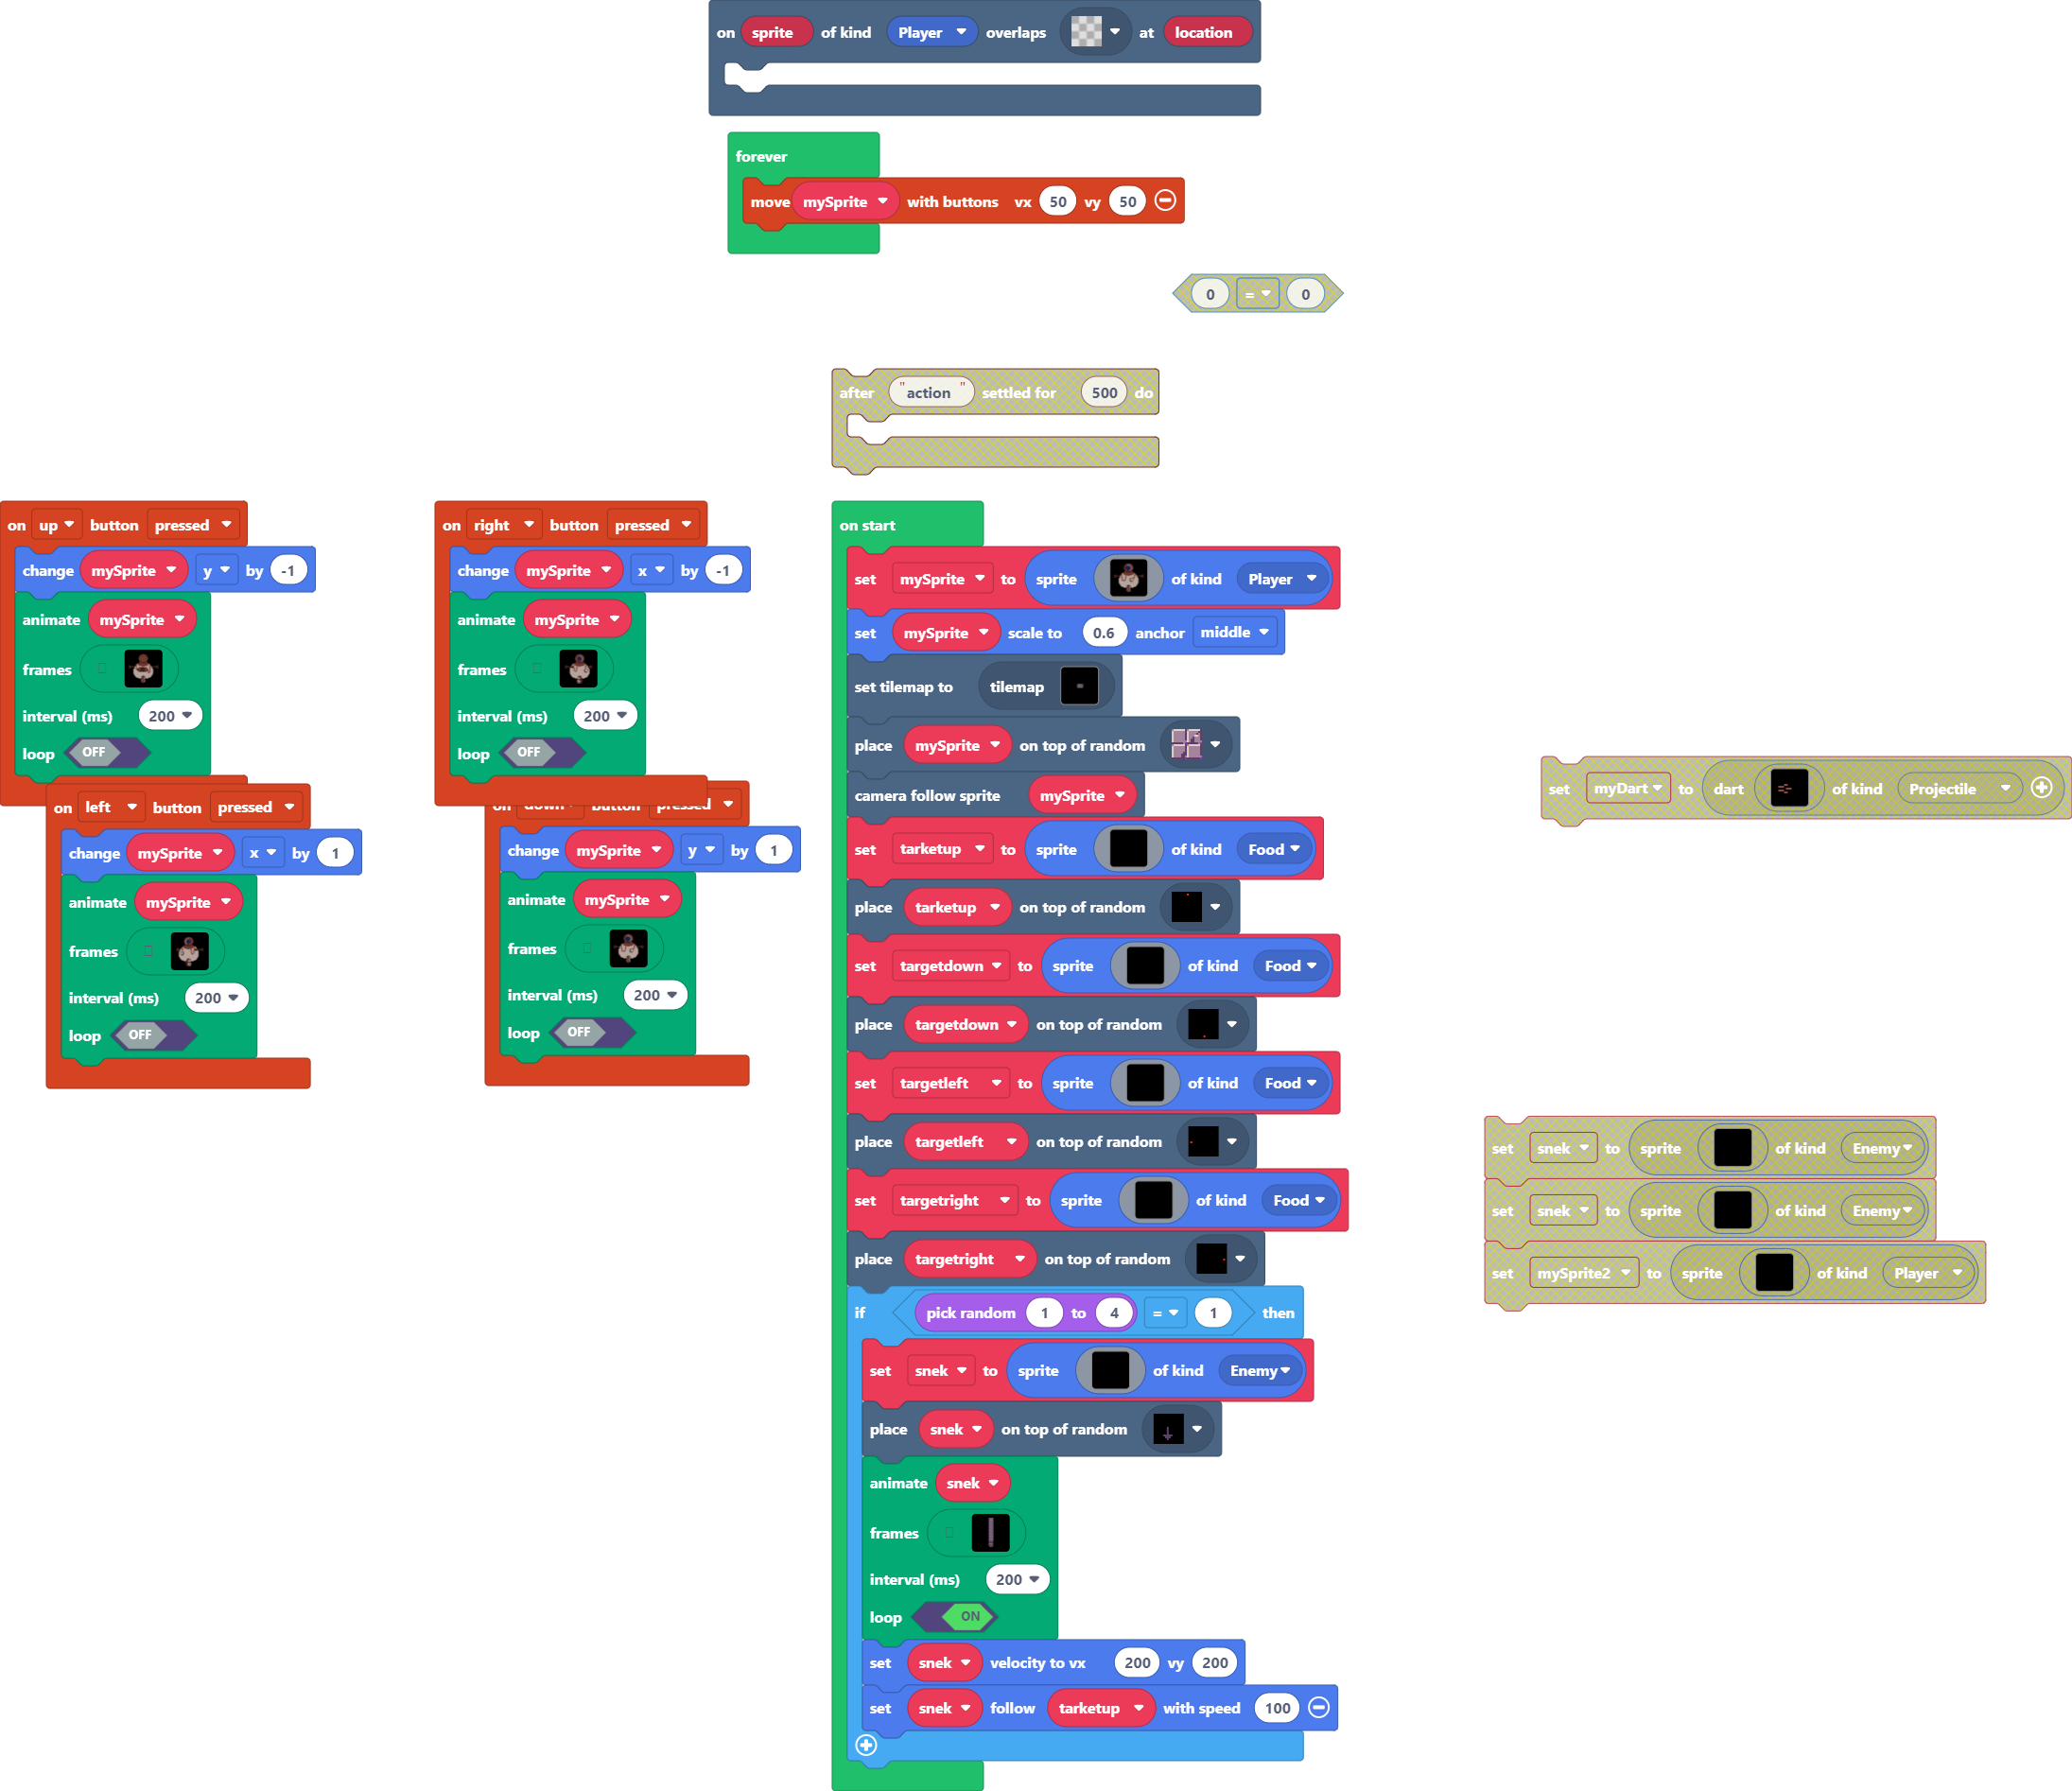 on sprite of kind Player overlaps at location
forever
move mySprite with buttons vx 50 vy 50
0 = 0
after "action" settled for 500 do
on up button pressed
change mySprite y by -1
animate mySprite
frames
interval (ms) 200
loop OFF
on left button pressed
change mySprite x by 1
animate mySprite
frames
interval (ms) 200
loop OFF
on right button pressed
change mySprite x by -1
animate mySprite
frames
interval (ms) 200
loop OFF
on down button pressed
change mySprite y by 1
animate mySprite
frames
interval (ms) 200
loop OFF
on start
set mySprite to sprite of kind Player
set mySprite scale to 0.6 anchor middle
set tilemap to tilemap
place mySprite on top of random
camera follow sprite mySprite
set tarketup to sprite of kind Food
place tarketup on top of random
set targetdown to sprite of kind Food
place targetdown on top of random
set targetleft to sprite of kind Food
place targetleft on top of random
set targetright to sprite of kind Food
place targetright on top of random
if pick random 1 to 4 = 1 then
set snek to sprite of kind Enemy
place snek on top of random
animate snek
frames
interval (ms) 200
loop ON
set snek velocity to vx 200 vy 200
set snek follow tarketup with speed 100
set myDart to dart of kind Projectile
set snek to sprite of kind Enemy
set snek to sprite of kind Enemy
set mySprite2 to sprite of kind Player